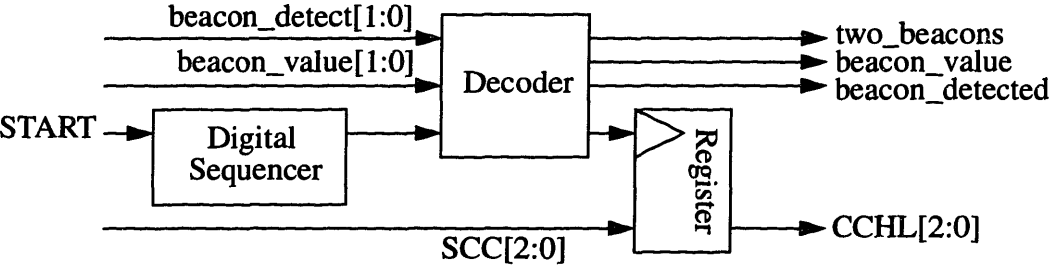 beacon_detect[1:0]
two_beacons
beacon_value[1:0]
beacon_value
Decoder
beacon_detected
START
Digital
Sequencer
Register
SCC[2:0]
CCHL[2:0]